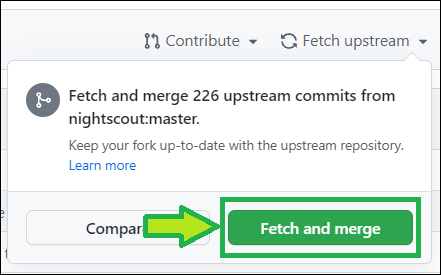 Contribute Fetch upstream
Fetch and merge 226 upstream commits from
nightscout:master.
Keep your fork up-to-date with the upstream repository.
Learn more
Fetch and merge